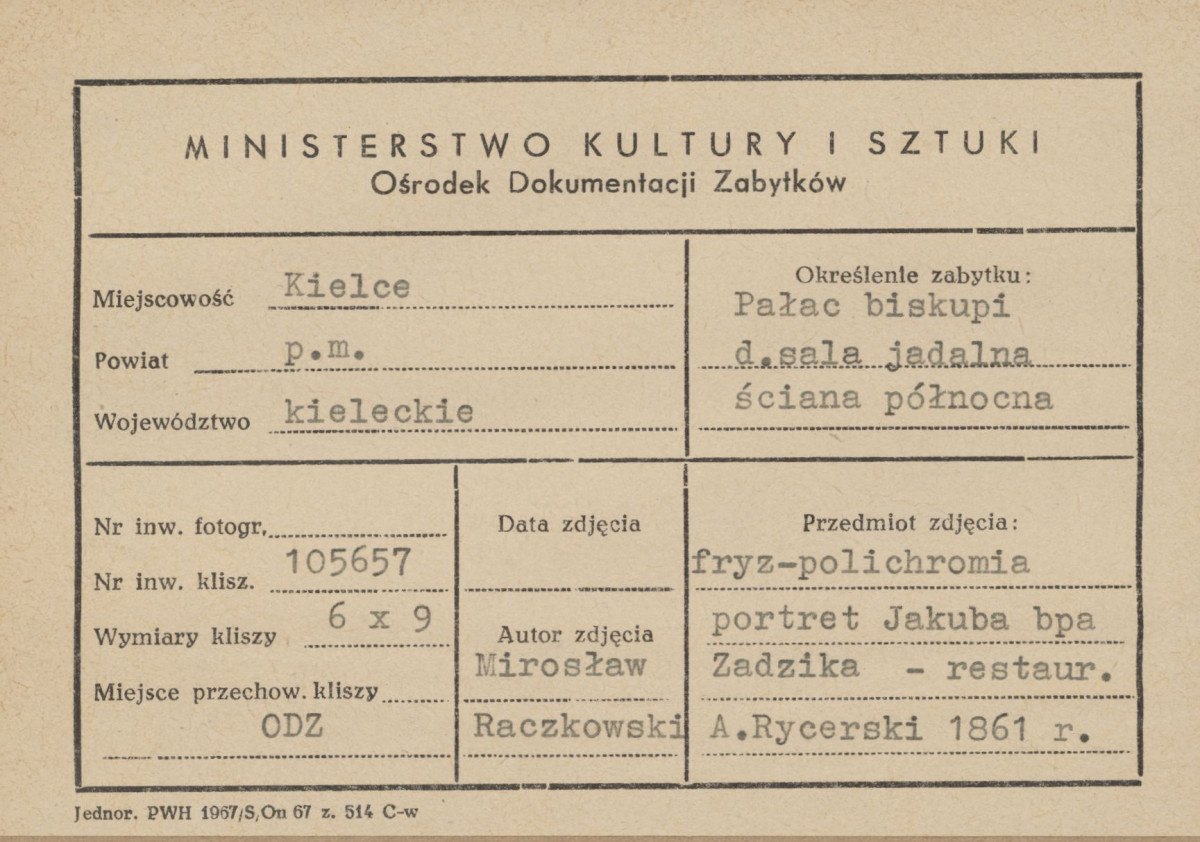 MINISTERSTWO KULTURY I SZTUKI
Ośrodek Dokumentacji Zabytków
Miejscowość Kielce
Powiat p.m.
Województwo kieleckie
Określenie zabytku:
Pałac biskupi
d.sala jadalna
ściana północna
Nr inw. fotogr.
Nr inw. klisz. 105657
Wymiary kliszy 6 x 9
Miejsce przechow. kliszy
ODZ
Data zdjęcia
Autor zdjęcia
Mirosław
Raczkowski
Przedmiot zdjęcia:
fryz-polichromia
portret Jakuba bpa
Zadzika - restaur.
A.Rycerski 1861 r.
Jednor. PWH 1967/S,On 67 z. 514 C-w